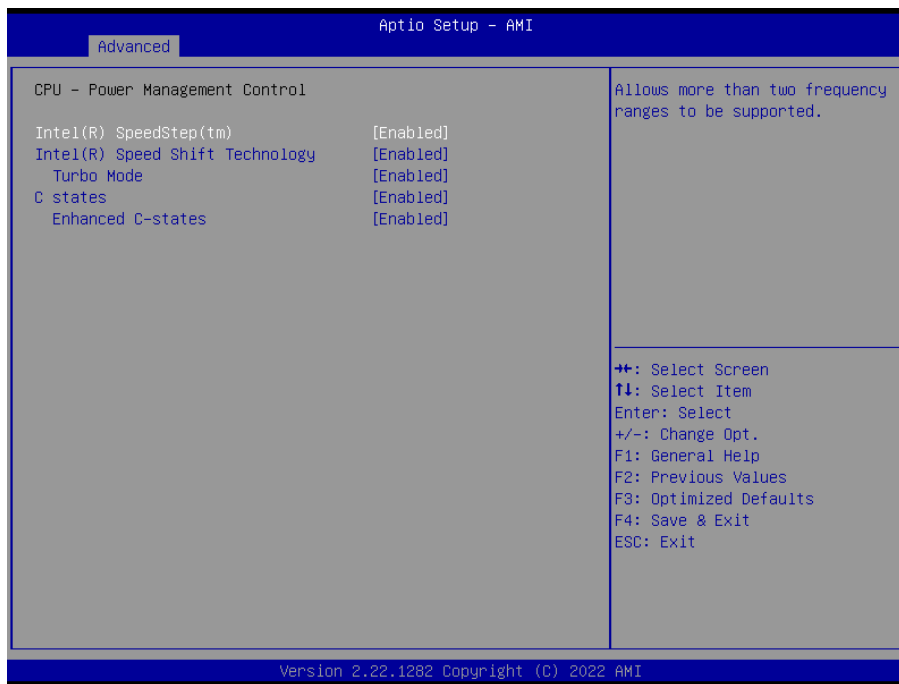 Aptio Setup – AMI
Advanced
CPU – Power Management Control
Intel(R) SpeedStep(tm) [Enabled]
Intel(R) Speed Shift Technology [Enabled]
Turbo Mode [Enabled]
C states [Enabled]
Enhanced C-states [Enabled]
Allows more than two frequency
ranges to be supported.
→←: Select Screen
↑↓: Select Item
Enter: Select
+/-: Change Opt.
F1: General Help
F2: Previous Values
F3: Optimized Defaults
F4: Save & Exit
ESC: Exit
Version 2.22.1282 Copyright (C) 2022 AMI